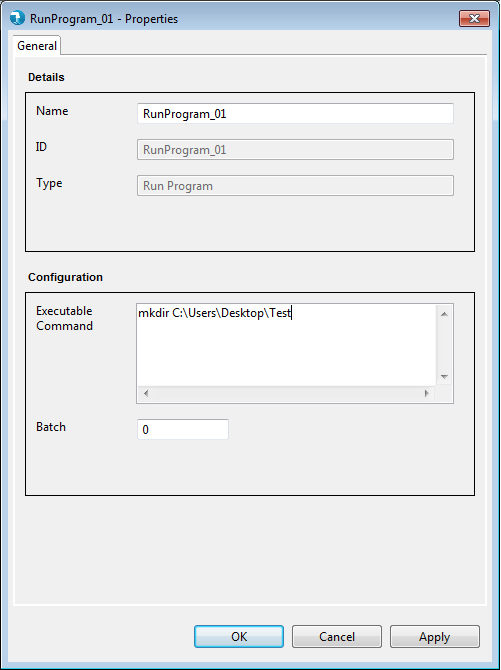 RunProgram_01 - Properties
General
Details
Name
RunProgram_01
ID
RunProgram_01
Type
Run Program
Configuration
Executable
Command
mkdir C:\Users\Desktop\Test
Batch
0
OK
Cancel
Apply